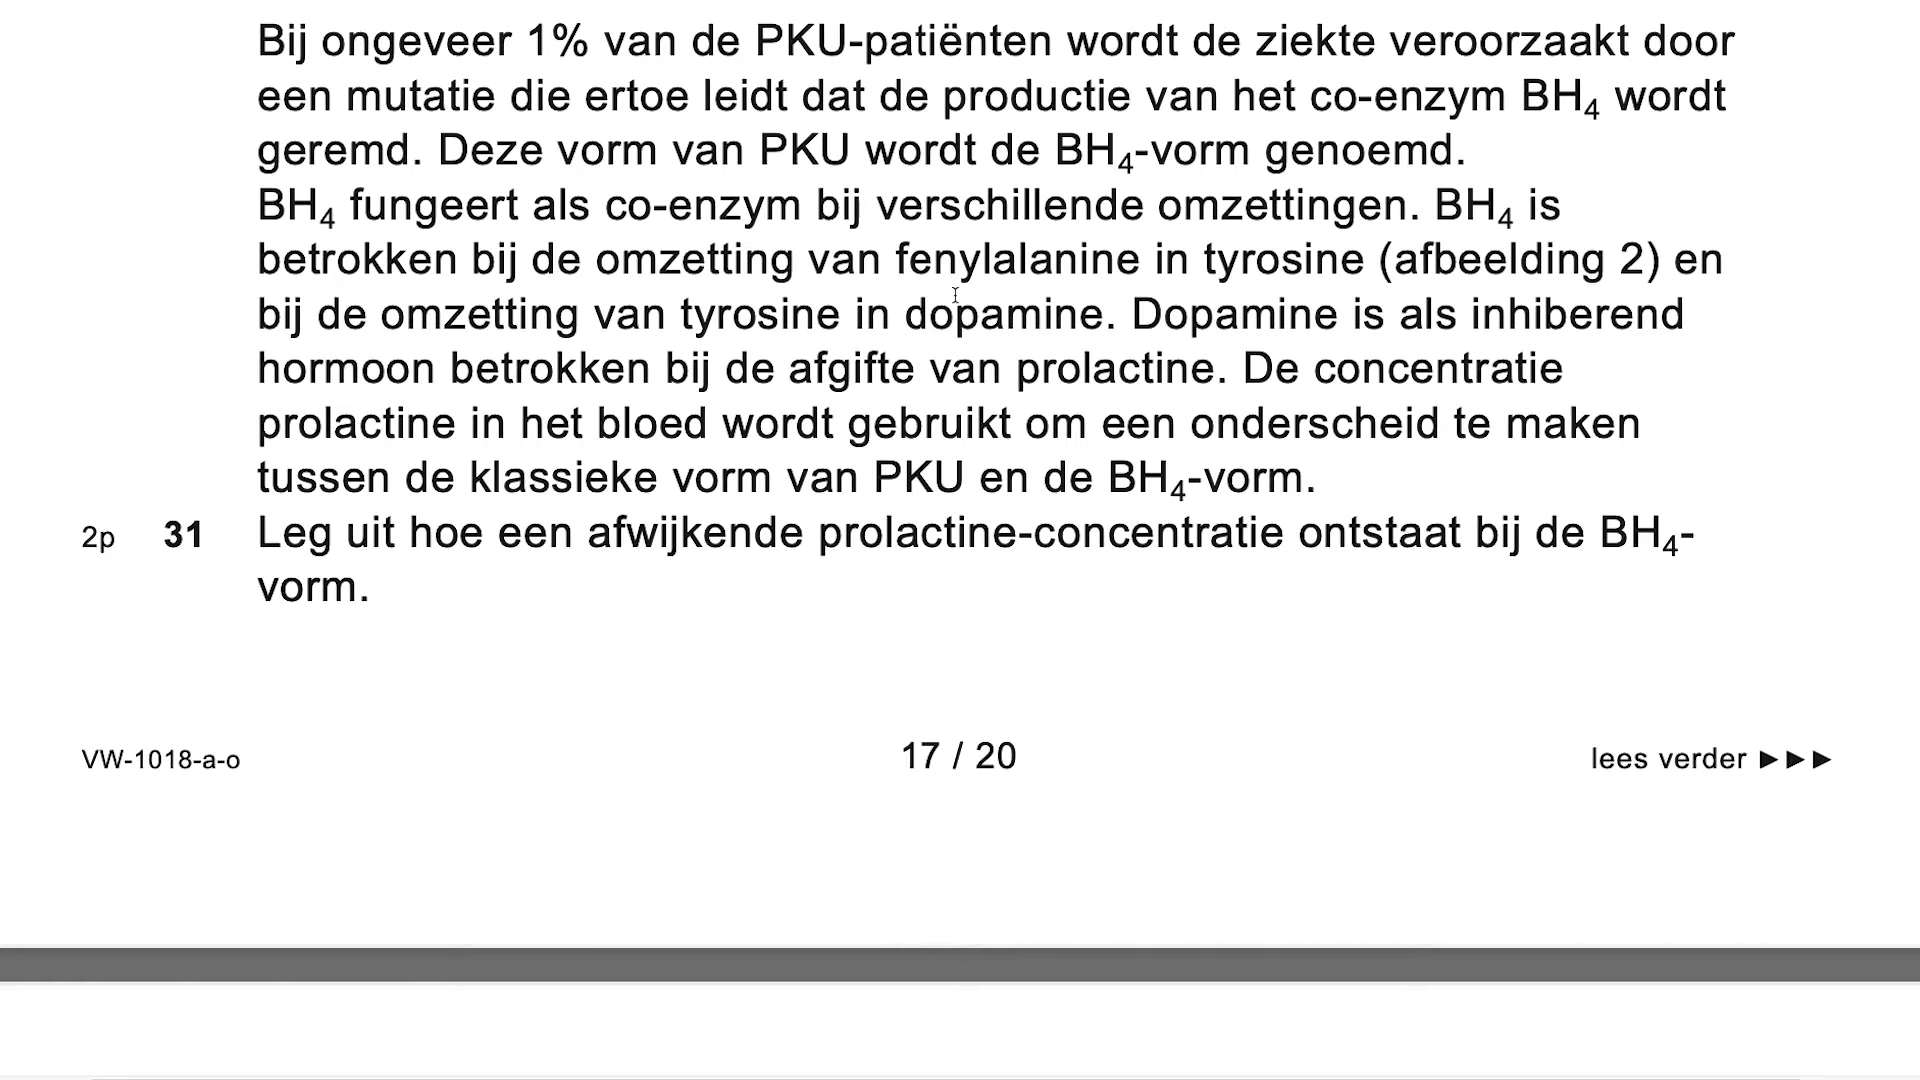 Bij ongeveer 1% van de PKU-patiënten wordt de ziekte veroorzaakt door
een mutatie die ertoe leidt dat de productie van het co-enzym BH₄ wordt
geremd. Deze vorm van PKU wordt de BH₄-vorm genoemd.
BH₄ fungeert als co-enzym bij verschillende omzettingen. BH₄ is
betrokken bij de omzetting van fenylalanine in tyrosine (afbeelding 2) en
bij de omzetting van tyrosine in dopamine. Dopamine is als inhiberend
hormoon betrokken bij de afgifte van prolactine. De concentratie
prolactine in het bloed wordt gebruikt om een onderscheid te maken
tussen de klassieke vorm van PKU en de BH₄-vorm.
2p 31 Leg uit hoe een afwijkende prolactine-concentratie ontstaat bij de BH₄-
vorm.
VW-1018-a-o 17 / 20 lees verder ►►►